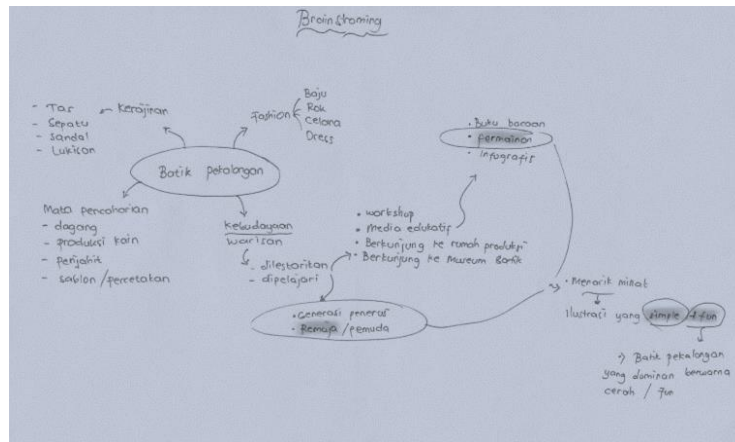 Brainstoming
- Tas
- Sepatu
- Sandal
- Lukisan
Kerajinan
Fashion
Baju
Rok
Celana
Dress
Batik pekalongan
Mata pencaharian
- dagang
- produksi kain
- penjahit
- sablon / percetakan
Kebudayaan
warisan
- dilestarikan
- dipelajari
• Generasi penerus
• Remaja / pemuda
• workshop
• Media edukatif
• Berkunjung ke rumah produksi
• Berkunjung ke Museum Batik
• Buku bacaan
• permainan
• infografis
• Menarik minat
Ilustrasi yang simple + fun
→ Batik pekalongan
yang dominan berwarna
cerah / fun